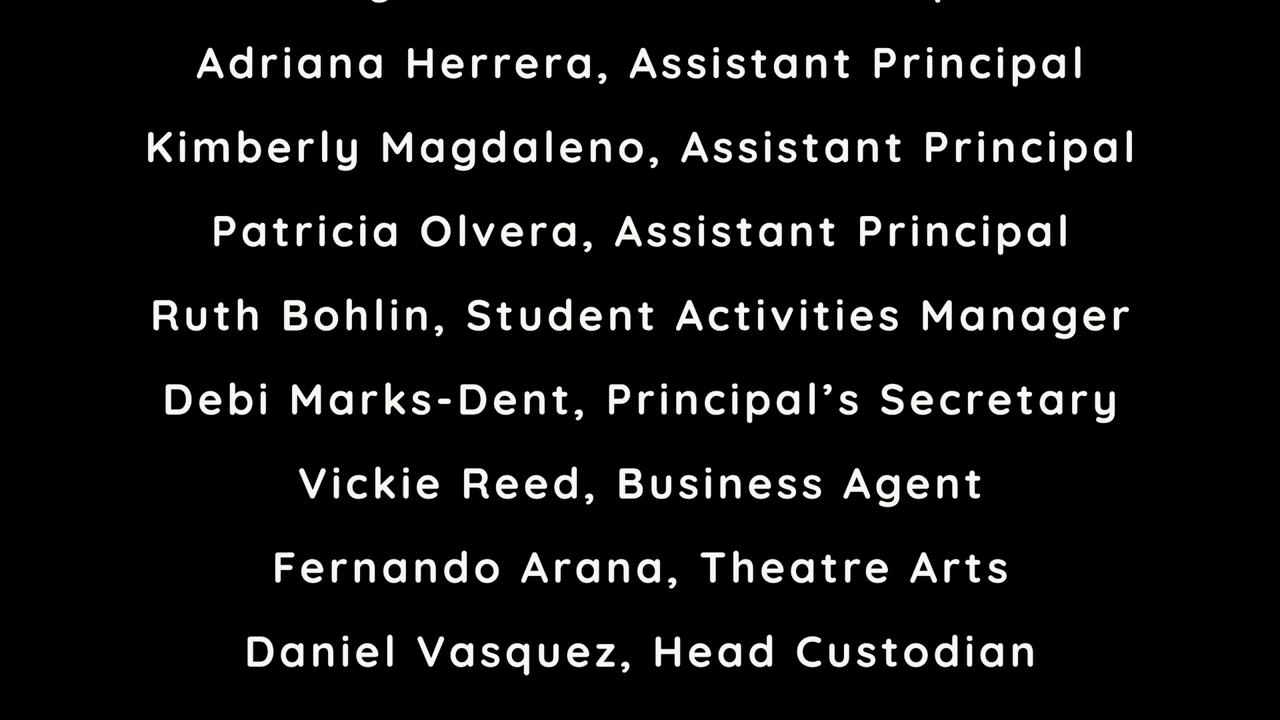 Adriana Herrera, Assistant Principal
Kimberly Magdaleno, Assistant Principal
Patricia Olvera, Assistant Principal
Ruth Bohlin, Student Activities Manager
Debi Marks-Dent, Principal’s Secretary
Vickie Reed, Business Agent
Fernando Arana, Theatre Arts
Daniel Vasquez, Head Custodian